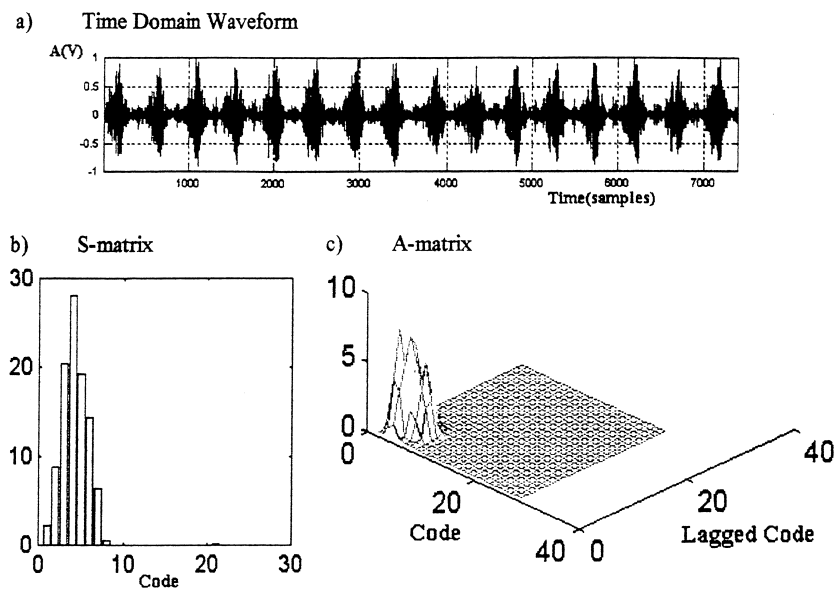 a) Time Domain Waveform
A(V)
1
0.5
0
-0.5
-1
1000 2000 3000 4000 5000 6000 7000
Time(samples)
b) S-matrix
30
20
10
0
0 10 20 30
Code
c) A-matrix
10
5
0
0
20
40
Code
0
20
40
Lagged Code